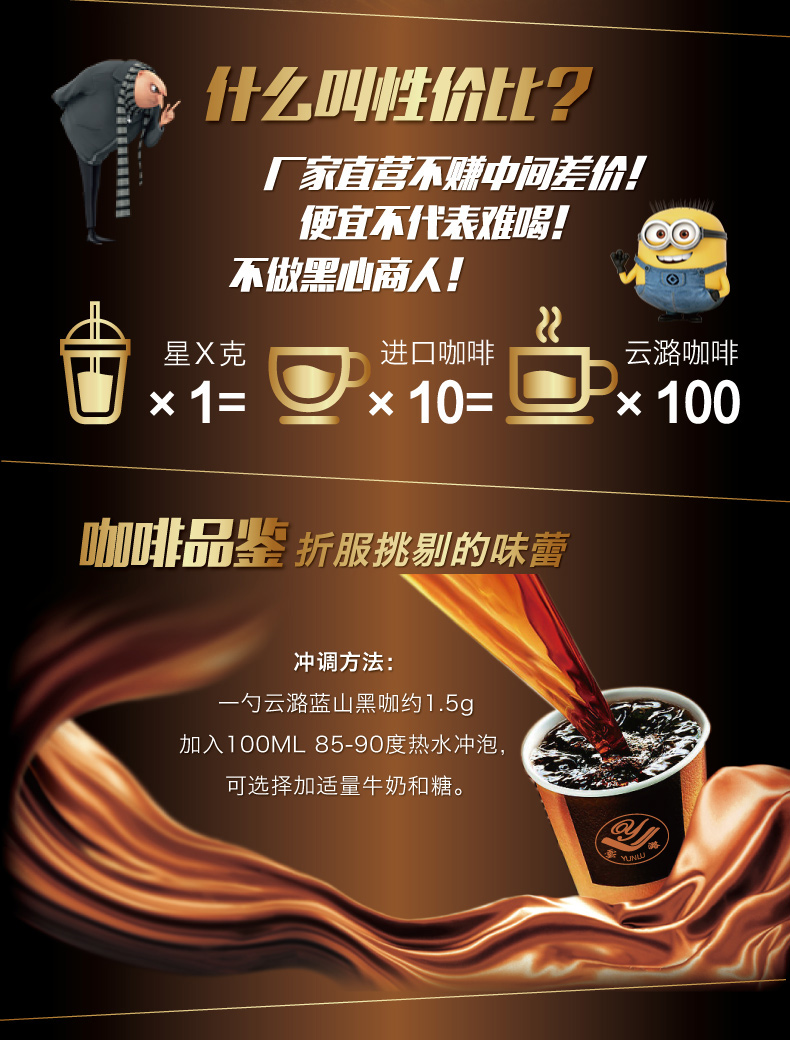 什么叫性价比？
厂家直营不赚中间差价！
便宜不代表难喝！
不做黑心商人！
星X克
× 1=
进口咖啡
× 10=
云潞咖啡
× 100
咖啡品鉴 折服挑剔的味蕾
冲调方法：
一勺云潞蓝山黑咖约1.5g
加入100ML 85-90度热水冲泡，
可选择加适量牛奶和糖。
YUNLU